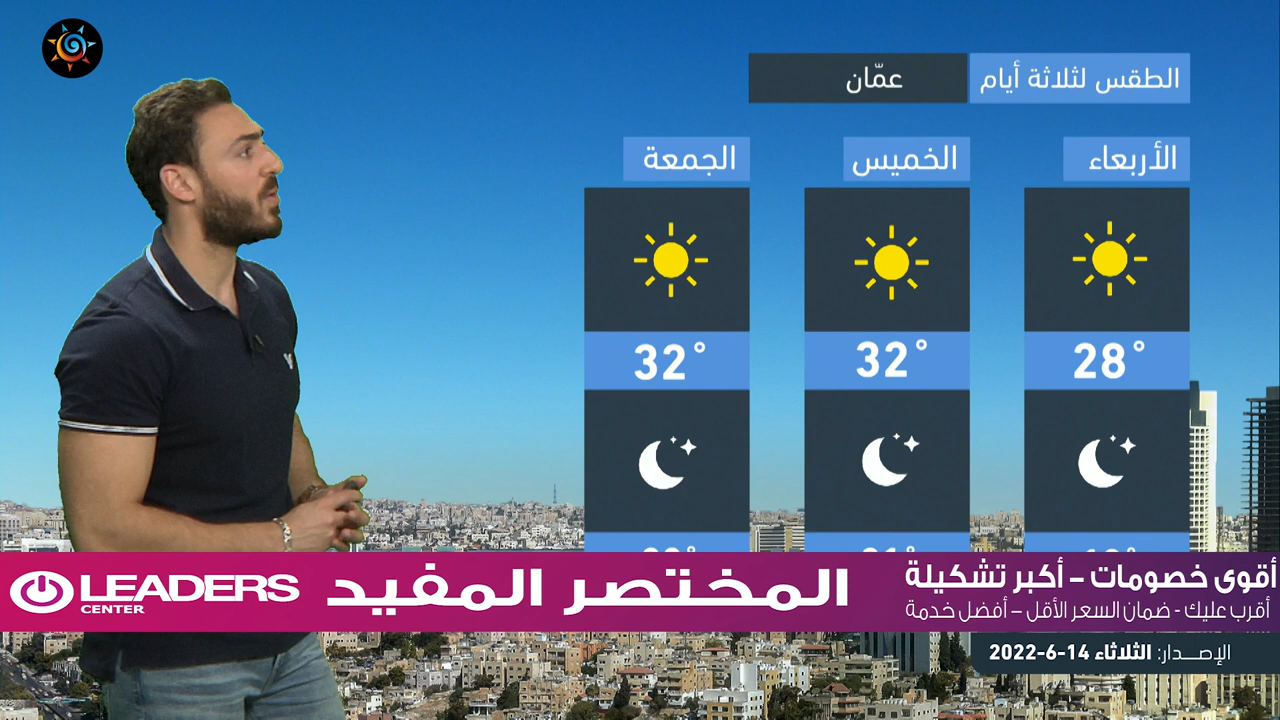 الطقس لثلاثة أيام
عمّان
الأربعاء
الخميس
الجمعة
28°
32°
32°
أقوى خصومات – أكبر تشكيلة
أقرب عليك - ضمان السعر الأقل – أفضل خدمة
المختصر المفيد
LEADERS
CENTER
الإصـــدار: الثلاثاء 14-6-2022